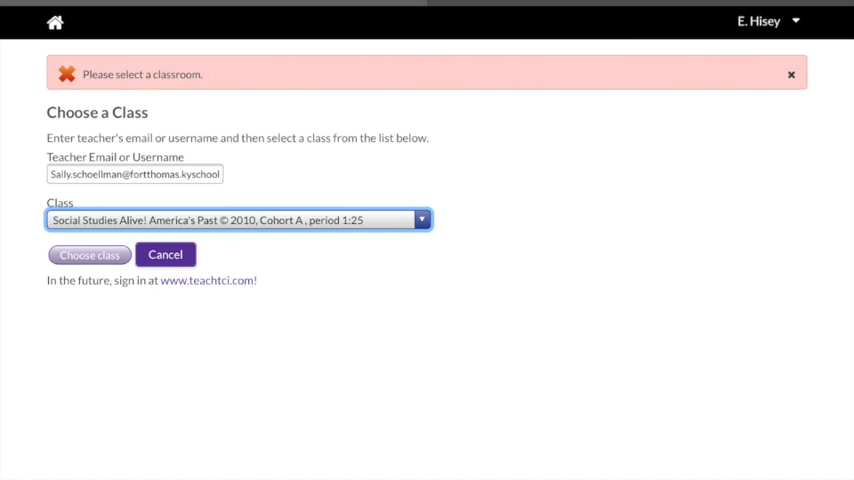 E. Hisey
Please select a classroom.
Choose a Class
Enter teacher's email or username and then select a class from the list below.
Teacher Email or Username
Sally.schoellman@fortthomas.kyschool
Class
Social Studies Alive! America's Past © 2010, Cohort A , period 1:25
Choose class
Cancel
In the future, sign in at www.teachtci.com!